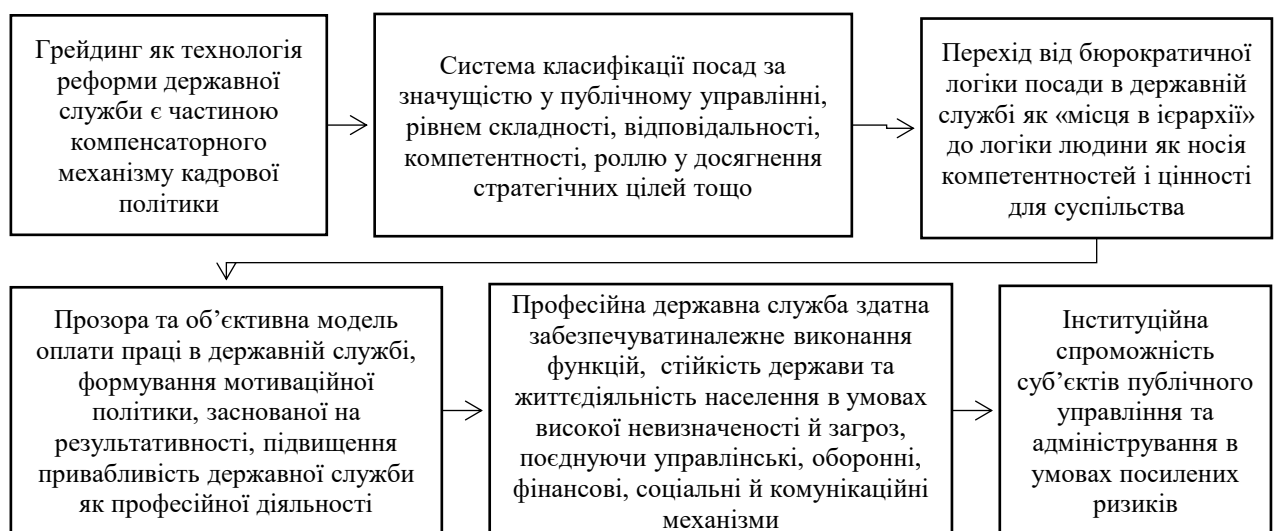 Грейдинг як технологія
реформи державної
служби є частиною
компенсаторного
механізму кадрової
політики
Система класифікації посад за
значущістю у публічному управлінні,
рівнем складності, відповідальності,
компетентності, роллю у досягнення
стратегічних цілей тощо
Перехід від бюрократичної
логіки посади в державній
службі як «місця в ієрархії»
до логіки людини як носія
компетентностей і цінності
для суспільства
Прозора та об’єктивна модель
оплати праці в державній службі,
формування мотиваційної
політики, заснованої на
результативності, підвищення
привабливість державної служби
як професійної діяльності
Професійна державна служба здатна
забезпечуватиналежне виконання
функцій, стійкість держави та
життєдіяльність населення в умовах
високої невизначеності й загроз,
поєднуючи управлінські, оборонні,
фінансові, соціальні й комунікаційні
механізми
Інституційна
спроможність
суб’єктів публічного
управління та
адміністрування в
умовах посилених
ризиків